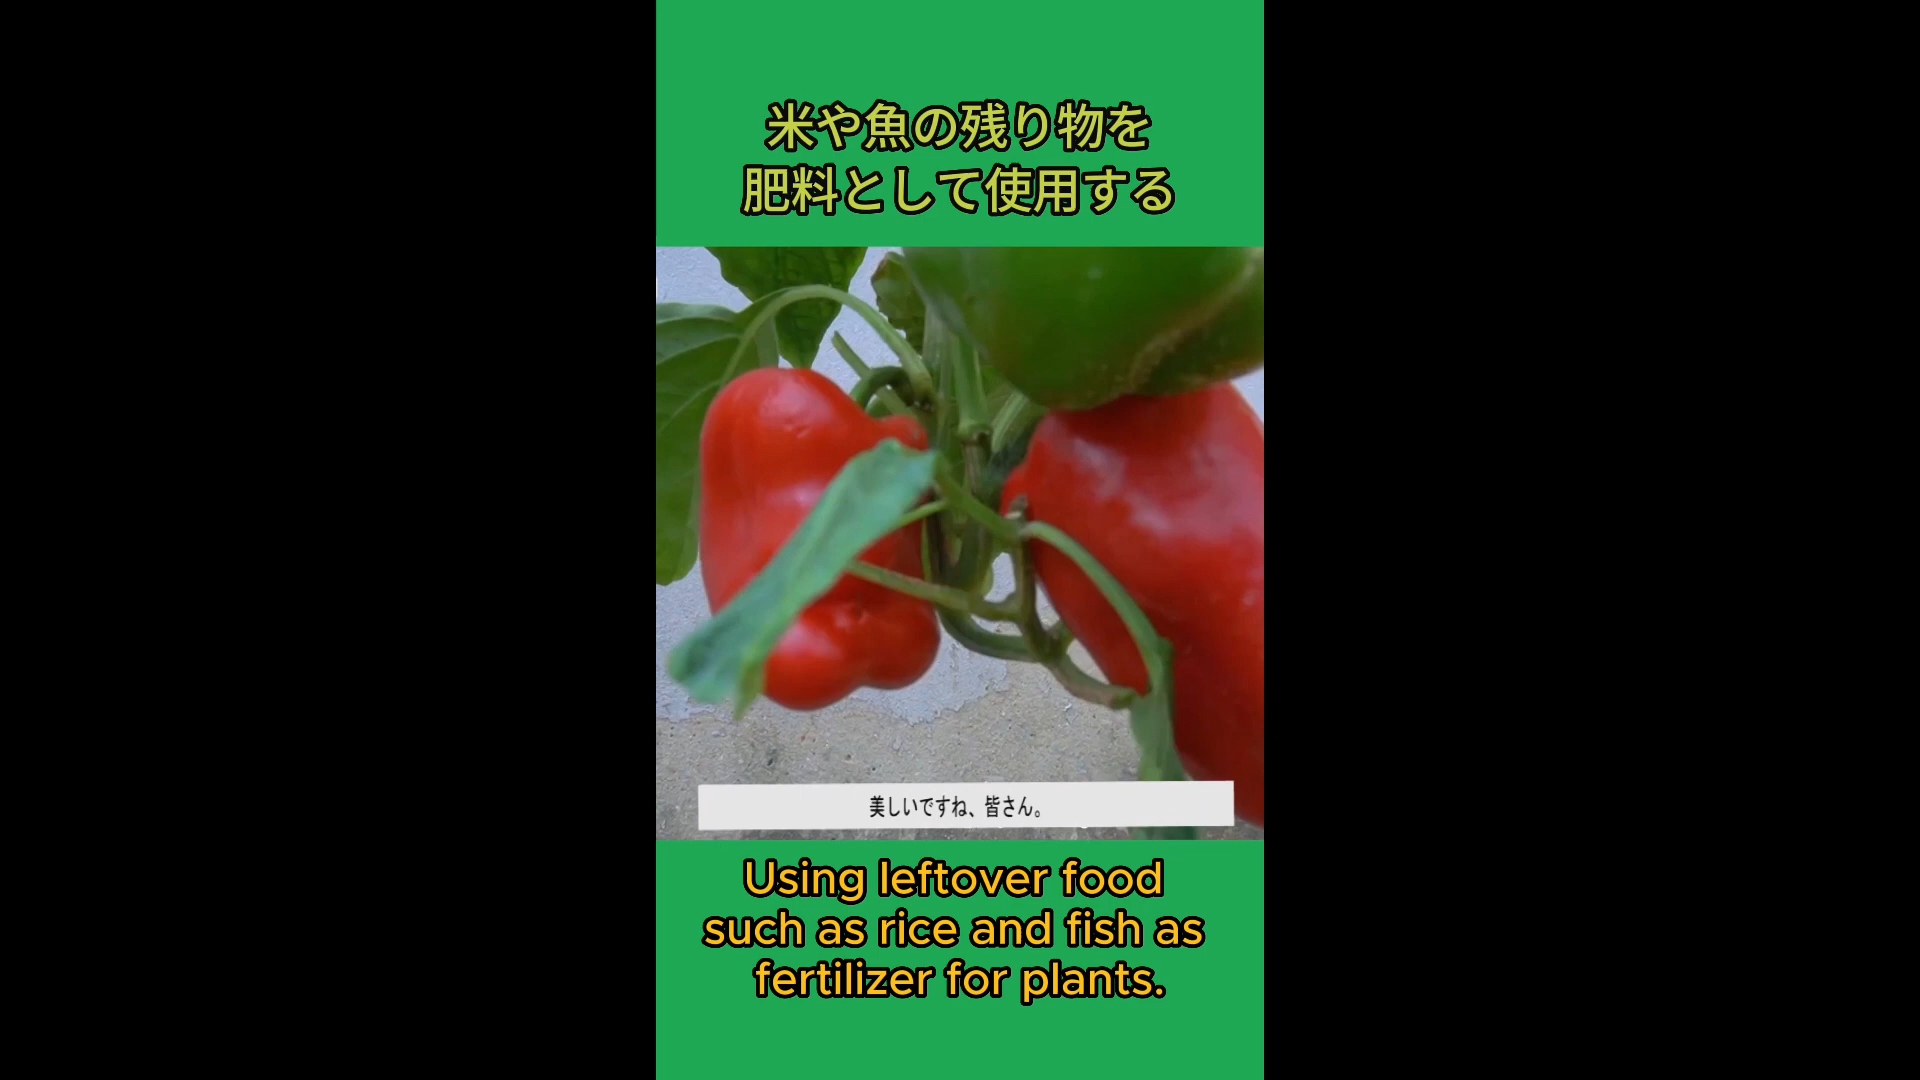 米や魚の残り物を
肥料として使用する
美しいですね、皆さん。
Using leftover food
such as rice and fish as
fertilizer for plants.